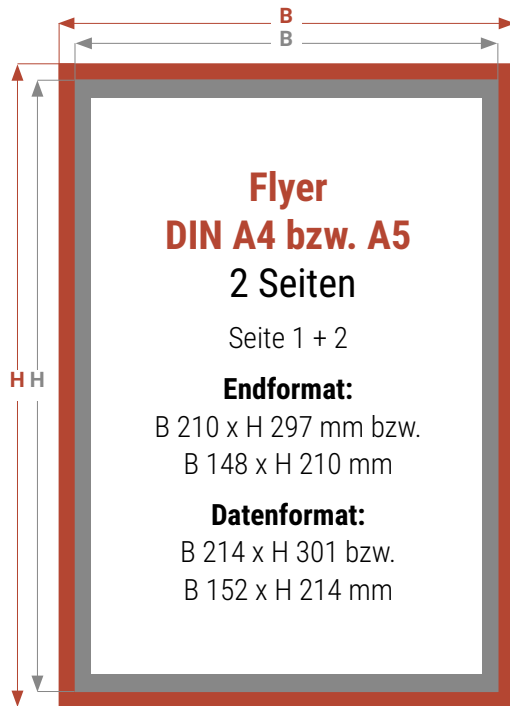 B
B
H H
Flyer
DIN A4 bzw. A5
2 Seiten
Seite 1 + 2
Endformat:
B 210 x H 297 mm bzw.
B 148 x H 210 mm
Datenformat:
B 214 x H 301 bzw.
B 152 x H 214 mm